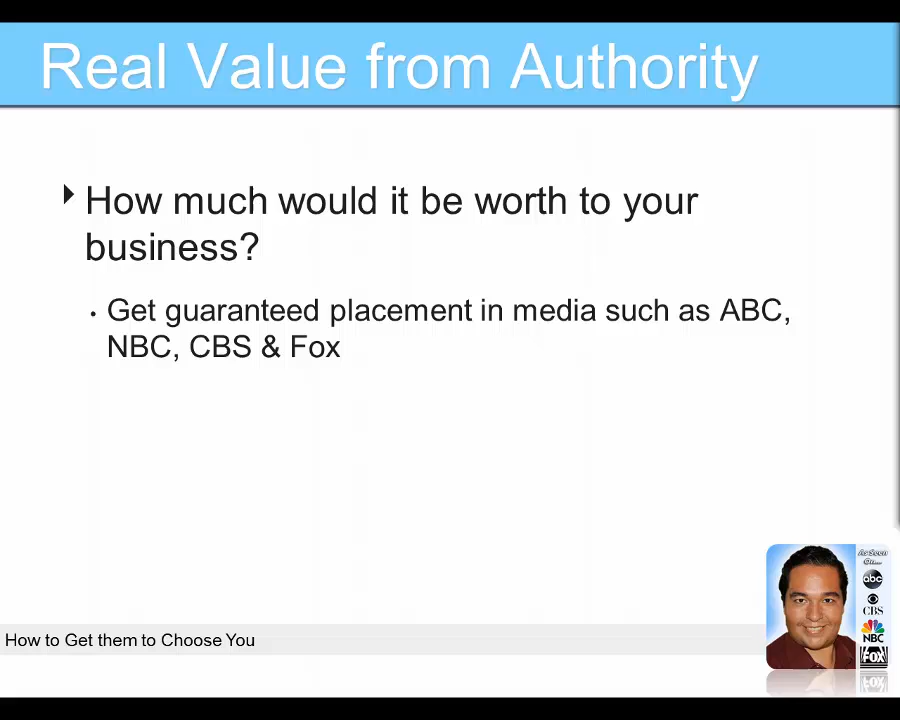 Real Value from Authority
How much would it be worth to your
business?
Get guaranteed placement in media such as ABC,
NBC, CBS & Fox
How to Get them to Choose You
As Seen
On...
abc
CBS
NBC
FOX